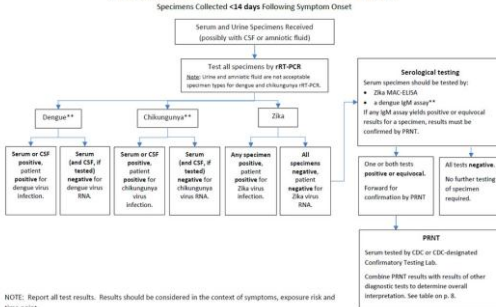 Specimens Collected <14 days Following Symptom Onset
Serum and Urine Specimens Received
(possibly with CSF or amniotic fluid)
Test all specimens by rRT-PCR
Note: Urine and amniotic fluid are not acceptable
specimen types for dengue and chikungunya rRT-PCR.
Dengue**
Chikungunya**
Zika
Serum or CSF
positive,
patient
positive for
dengue virus
infection.
Serum
(and CSF, if
tested)
negative for
dengue virus
RNA.
Serum or CSF
positive,
patient
positive for
chikungunya
virus
infection.
Serum
(and CSF, if
tested)
negative for
chikungunya
virus RNA.
Any specimen
positive,
patient
positive for
Zika virus
infection.
All
specimens
negative,
patient
negative for
Zika virus
RNA.
Serological testing
Serum specimen should be tested by:
• Zika MAC-ELISA
• a dengue IgM assay**
If any IgM assay yields positive or equivocal
results for a specimen, results must be
confirmed by PRNT.
One or both tests
positive or equivocal.
Forward for
confirmation by PRNT
All tests negative.
No further testing
of specimen
required.
PRNT
Serum tested by CDC or CDC-designated
Confirmatory Testing Lab.
Combine PRNT results with results of other
diagnostic tests to determine overall
interpretation. See table on p. 8.
NOTE: Report all test results. Results should be considered in the context of symptoms, exposure risk and